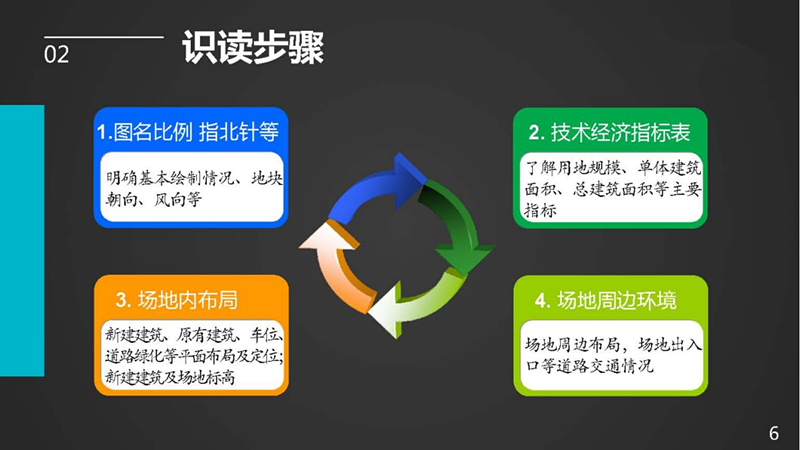 02
识读步骤
1.图名比例 指北针等
明确基本绘制情况、地块
朝向、风向等
2. 技术经济指标表
了解用地规模、单体建筑
面积、总建筑面积等主要
指标
3. 场地内布局
新建建筑、原有建筑、车位、
道路绿化等平面布局及定位;
新建建筑及场地标高
4. 场地周边环境
场地周边布局，场地出入
口等道路交通情况
6